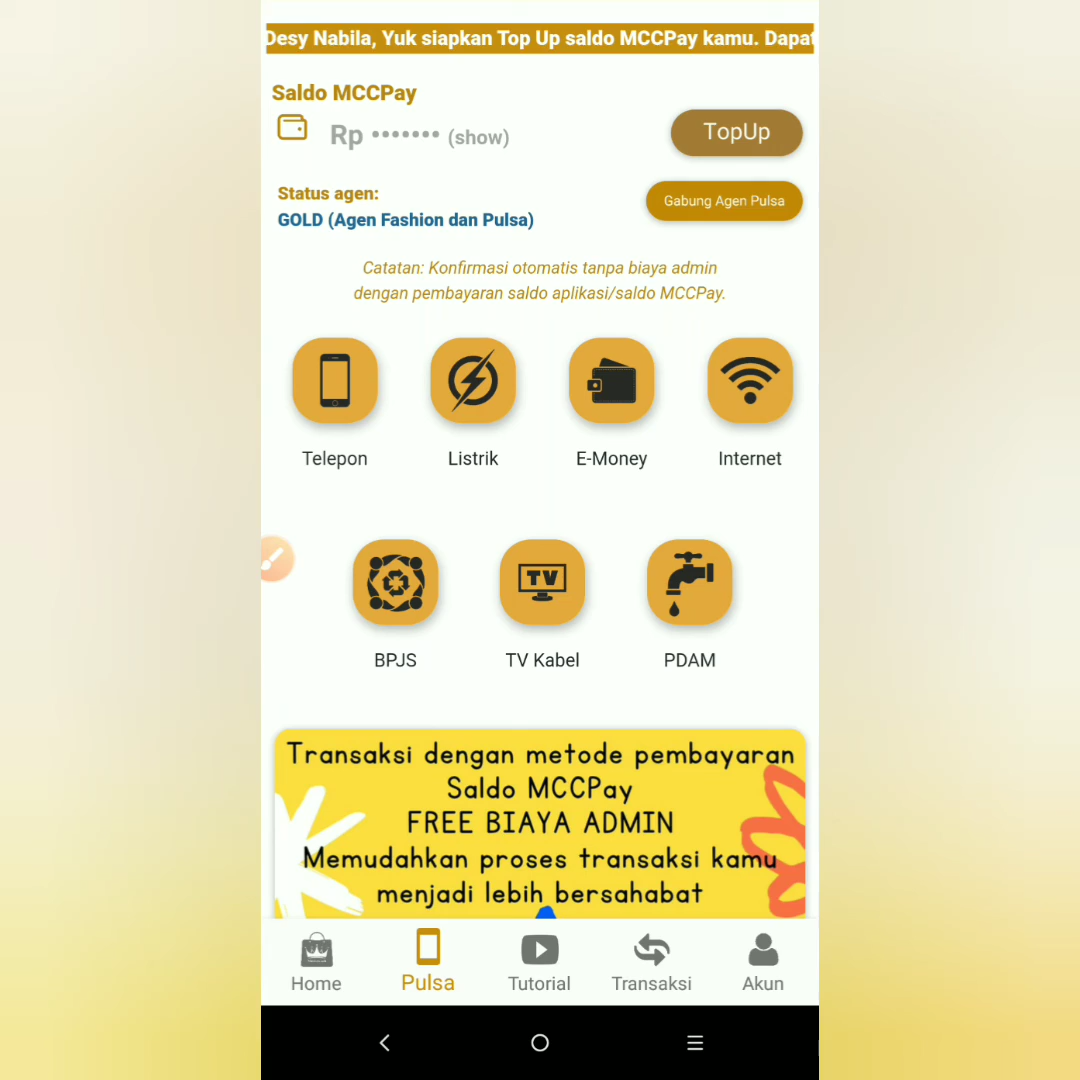 Desy Nabila, Yuk siapkan Top Up saldo MCCPay kamu. Dapat
Saldo MCCPay
Rp ••••••• (show)
TopUp
Status agen:
Gabung Agen Pulsa
GOLD (Agen Fashion dan Pulsa)
Catatan: Konfirmasi otomatis tanpa biaya admin
dengan pembayaran saldo aplikasi/saldo MCCPay.
Telepon Listrik E-Money Internet
TV
BPJS TV Kabel PDAM
Transaksi dengan metode pembayaran
Saldo MCCPay
FREE BIAYA ADMIN
Memudahkan proses transaksi kamu
menjadi lebih bersahabat
Home Pulsa Tutorial Transaksi Akun